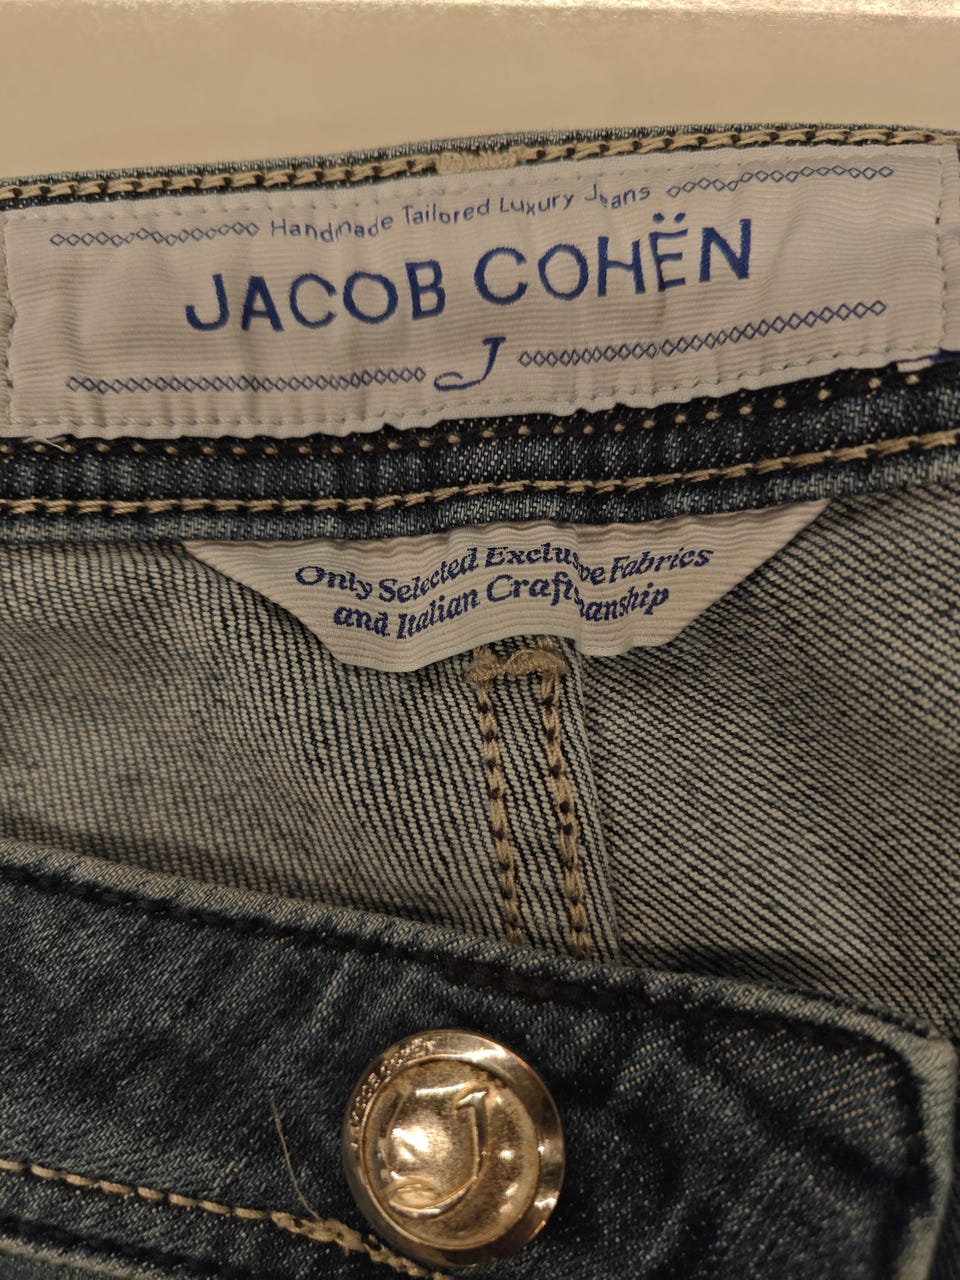 Handmade Tailored Luxury Jeans
JACOB COHËN
J
Only Selected Exclusive Fabrics
and Italian Craftmanship
J